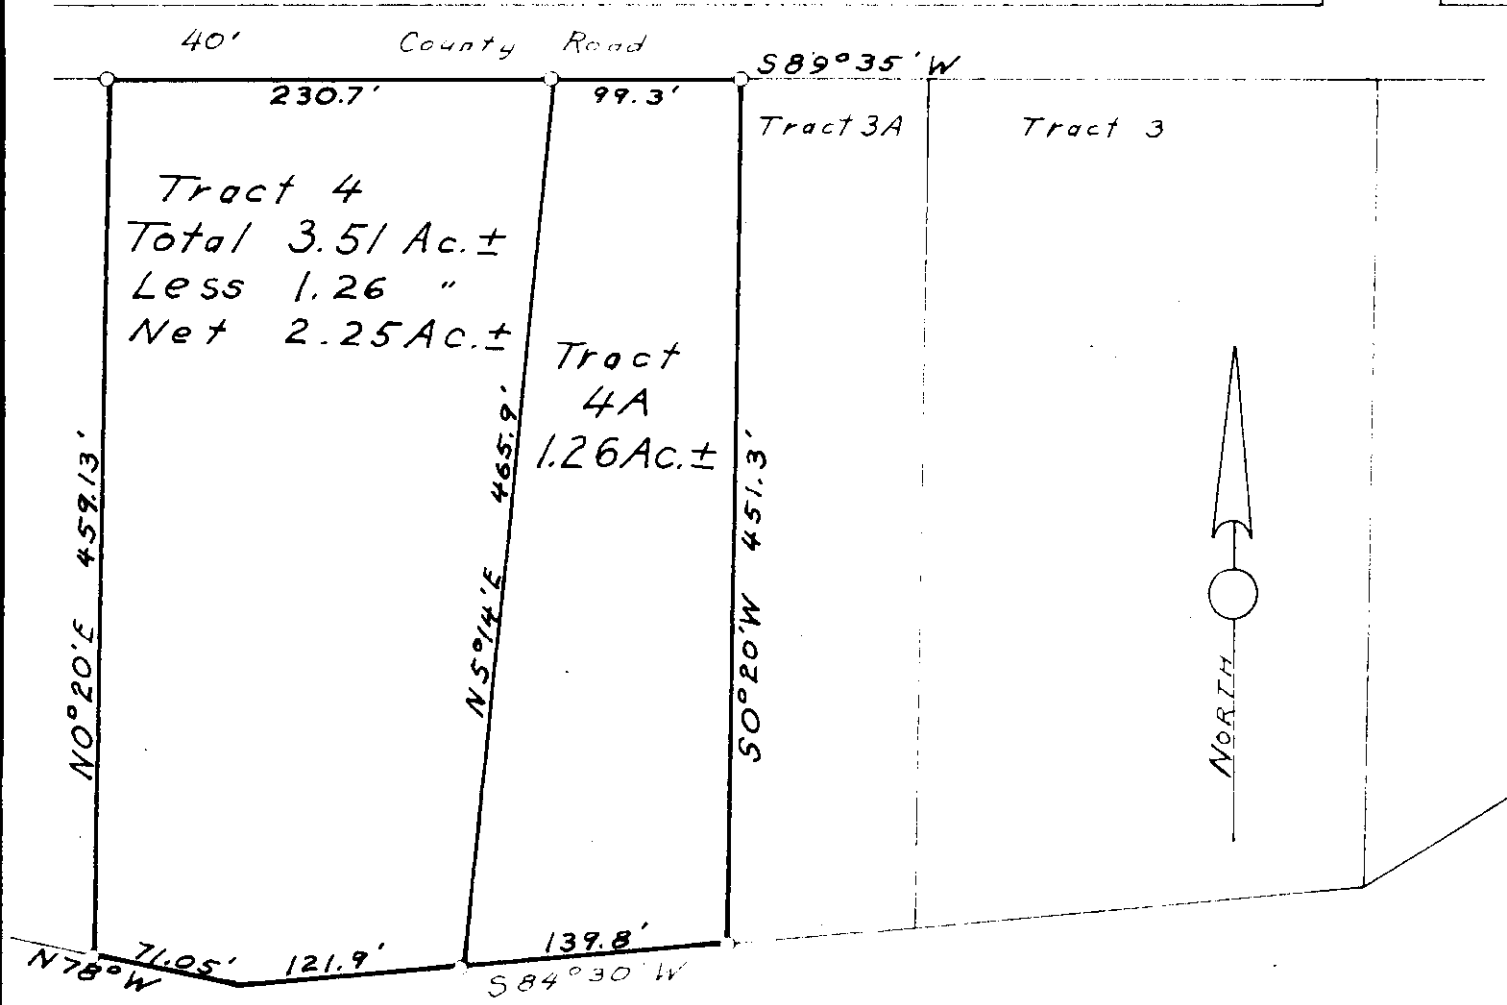 40' County Road
S89°35'W
230.7'
99.3'
Tract 3A
Tract 3
Tract 4
Total 3.51 Ac.±
Less 1.26 "
Net 2.25 Ac.±
Tract
4A
1.26 Ac.±
N0°20'E 459.13'
N5°14'E 465.9'
S0°20'W 451.3'
NORTH
N78°W
71.05'
121.9'
139.8'
S84°30'W